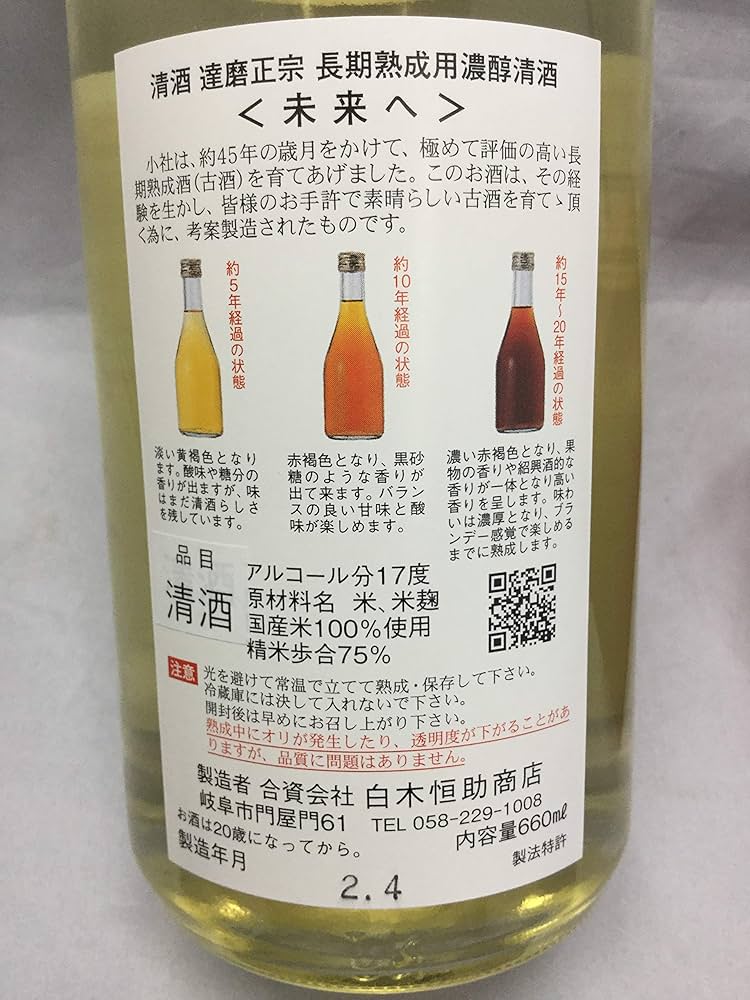 清酒 達磨正宗 長期熟成用濃醇清酒
＜未来へ＞
小社は、約45年の歳月をかけて、極めて評価の高い長
期熟成酒(古酒)を育てあげました。このお酒は、その経
験を生かし、皆様のお手許で素晴らしい古酒を育てゝ頂
く為に、考案製造されたものです。
約5年経過の状態
約10年経過の状態
約15年～20年経過の状態
淡い黄褐色となり
ます。酸味や糖分の
香りが出ますが、味
はまだ清酒らしさ
を残しています。
赤褐色となり、黒砂
糖のような香りが
出て来ます。バラン
スの良い甘味と酸
味が楽しめます。
濃い赤褐色となり、果
物の香りや紹興酒的な
香りが一体となり高い
香りを呈します。味わ
いは濃厚となり、ブラ
ンデー感覚で楽しめる
までに熟成します。
品目
清酒
アルコール分17度
原材料名 米、米麹
国産米100%使用
精米歩合75%
注意
光を避けて常温で立てて熟成・保存して下さい。
冷蔵庫には決して入れないで下さい。
開封後は早めにお召し上がり下さい。
熟成中にオリが発生したり、透明度が下がることがあ
りますが、品質に問題はありません。
製造者 合資会社 白木恒助商店
岐阜市門屋門61 TEL 058-229-1008
お酒は20歳になってから。 内容量660㎖
製造年月 製法特許
2.4